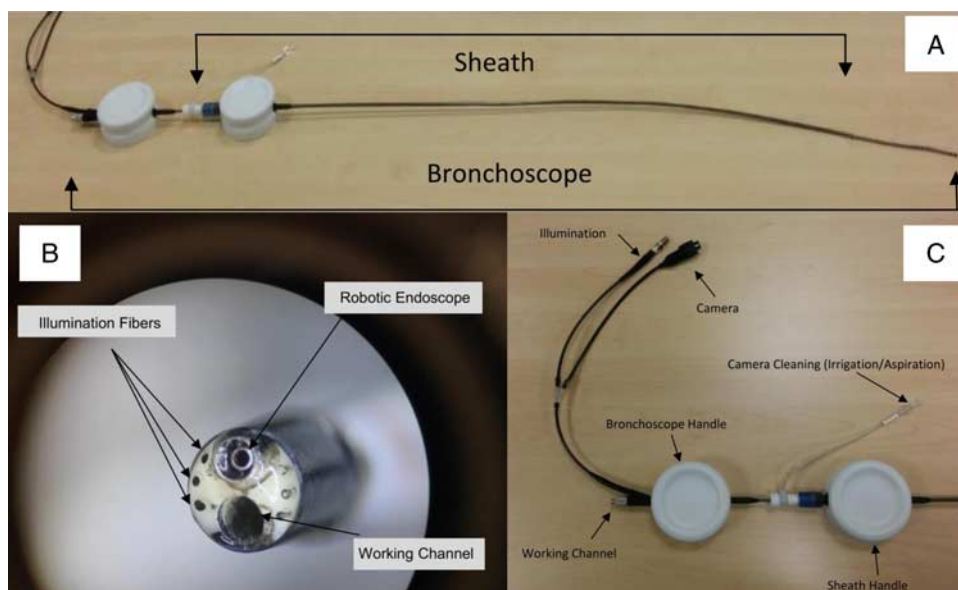 A
Sheath
Bronchoscope
B
Robotic Endoscope
Illumination Fibers
Working Channel
C
Illumination
Camera
Camera Cleaning (Irrigation/Aspiration)
Bronchoscope Handle
Working Channel
Sheath Handle